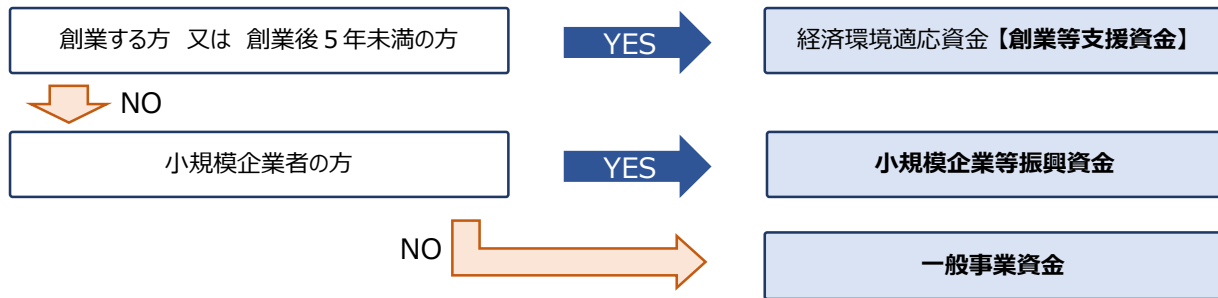 創業する方 又は 創業後５年未満の方
YES
経済環境適応資金【創業等支援資金】
NO
小規模企業者の方
YES
小規模企業等振興資金
NO
一般事業資金